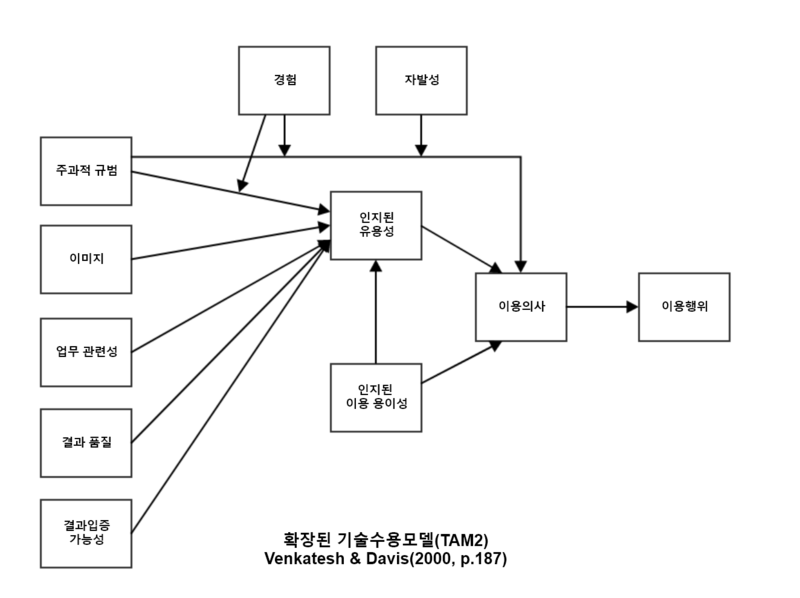 경험
자발성
주과적 규범
인지된
유용성
이미지
이용의사
이용행위
업무 관련성
인지된
이용 용이성
결과 품질
결과입증
가능성
확장된 기술수용모델(TAM2)
Venkatesh & Davis(2000, p.187)